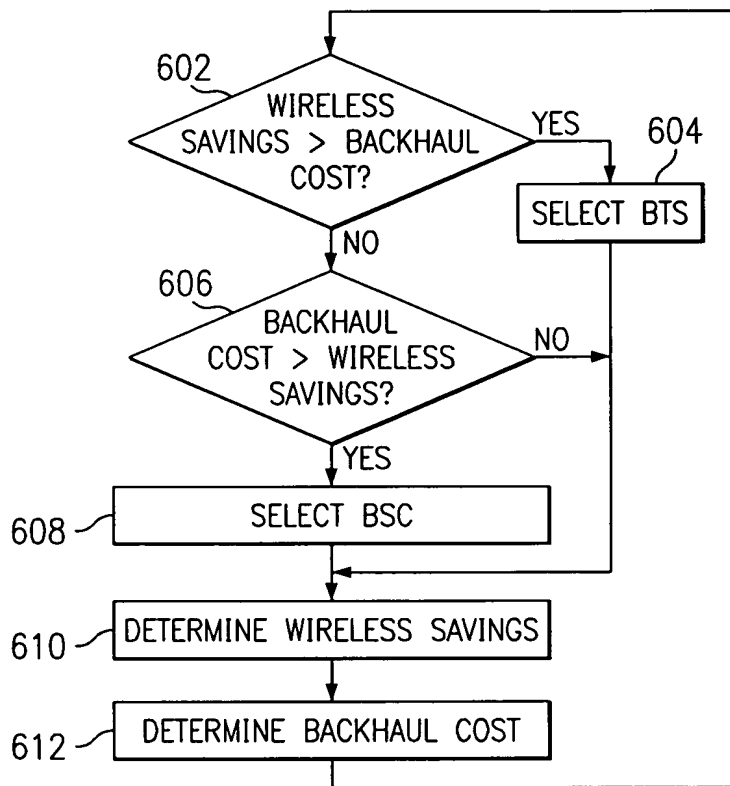 602
WIRELESS
SAVINGS > BACKHAUL
COST?
YES
604
SELECT BTS
NO
606
BACKHAUL
COST > WIRELESS
SAVINGS?
NO
YES
608
SELECT BSC
610
DETERMINE WIRELESS SAVINGS
612
DETERMINE BACKHAUL COST